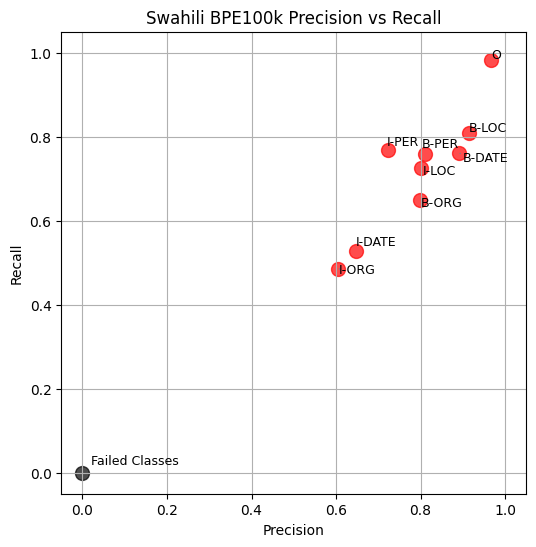 Swahili BPE100k Precision vs Recall
1.0
O
B-LOC
0.8
I-PER
B-PER
B-DATE
I-LOC
B-ORG
0.6
I-DATE
I-ORG
Recall
0.4
0.2
Failed Classes
0.0
0.0 0.2 0.4 0.6 0.8 1.0
Precision